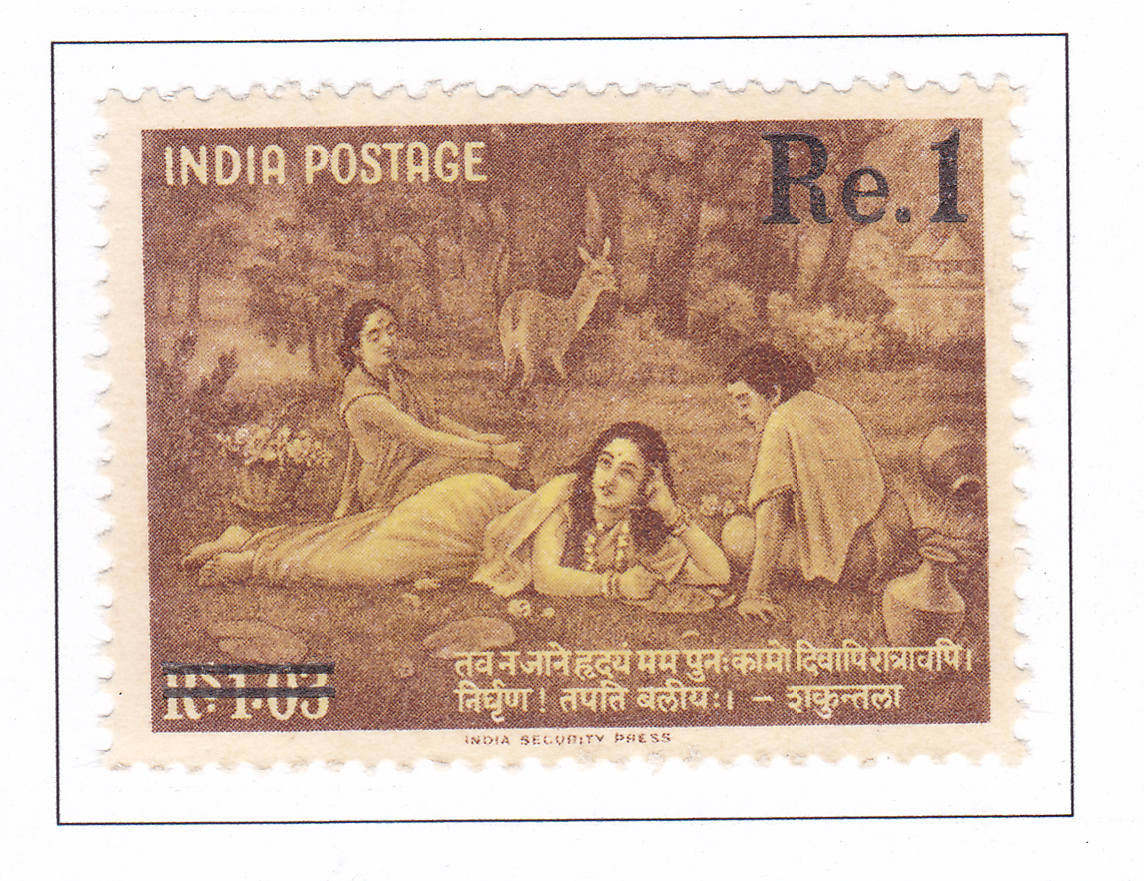 INDIA POSTAGE
Re.1
तव न जाने हृदयं मम पुनःकामो दिवापि रात्रावपि।
निर्घृण ! तपति बलीयः। – शकुन्तला
Rs.1.03
INDIA SECURITY PRESS